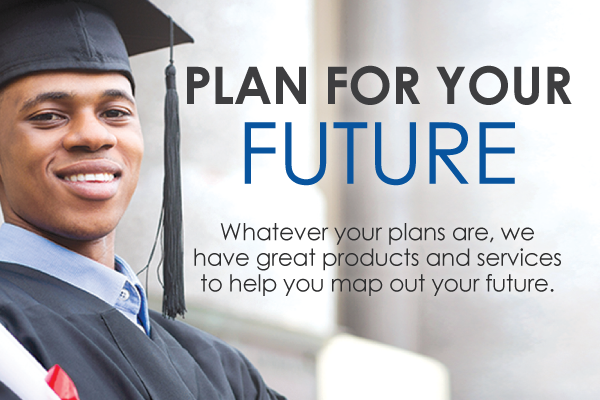 PLAN FOR YOUR
FUTURE
Whatever your plans are, we
have great products and services
to help you map out your future.